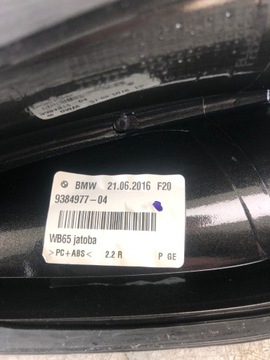 BMW 21.06.2016 F20
9384977-04
WB65 jatoba
>PC+ABS< 2.2 R P GE